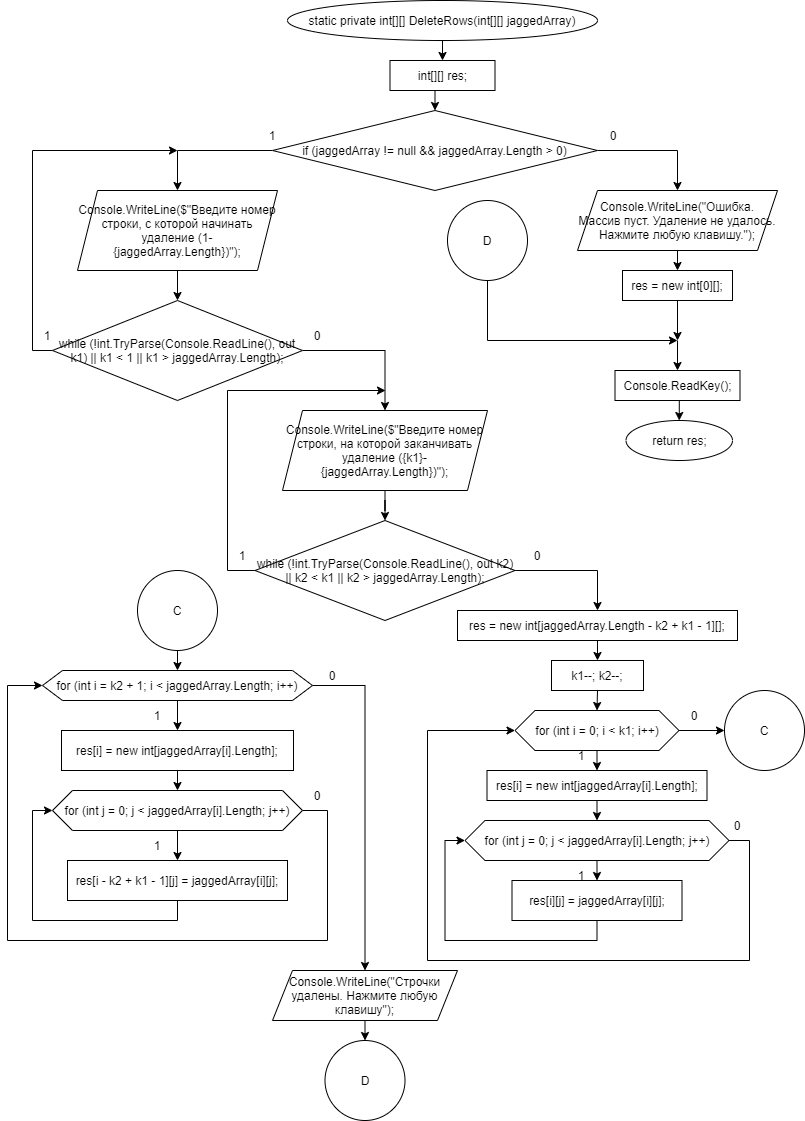 static private int[][] DeleteRows(int[][] jaggedArray)
int[][] res;
1
if (jaggedArray != null && jaggedArray.Length > 0)
0
Console.WriteLine($"Введите номер
строки, с которой начинать
удаление (1-
{jaggedArray.Length})");
1
while (!int.TryParse(Console.ReadLine(), out
k1) || k1 < 1 || k1 > jaggedArray.Length);
0
D
Console.WriteLine("Ошибка.
Массив пуст. Удаление не удалось.
Нажмите любую клавишу.");
res = new int[0][];
Console.ReadKey();
return res;
Console.WriteLine($"Введите номер
строки, на которой заканчивать
удаление ({k1}-
{jaggedArray.Length})");
1
while (!int.TryParse(Console.ReadLine(), out k2)
|| k2 < k1 || k2 > jaggedArray.Length);
0
res = new int[jaggedArray.Length - k2 + k1 - 1][];
k1--; k2--;
for (int i = 0; i < k1; i++)
0
C
1
res[i] = new int[jaggedArray[i].Length];
for (int j = 0; j < jaggedArray[i].Length; j++)
0
1
res[i][j] = jaggedArray[i][j];
C
for (int i = k2 + 1; i < jaggedArray.Length; i++)
0
1
res[i] = new int[jaggedArray[i].Length];
for (int j = 0; j < jaggedArray[i].Length; j++)
0
1
res[i - k2 + k1 - 1][j] = jaggedArray[i][j];
Console.WriteLine("Строчки
удалены. Нажмите любую
клавишу");
D